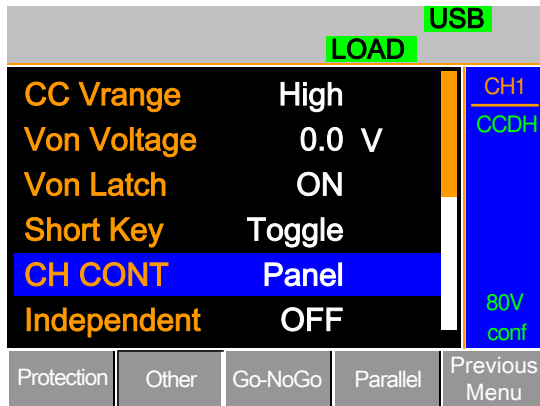 USB
LOAD
CC Vrange High
Von Voltage 0.0 V
Von Latch ON
Short Key Toggle
CH CONT Panel
Independent OFF
CH1
CCDH
80V
conf
Protection Other Go-NoGo Parallel Previous Menu